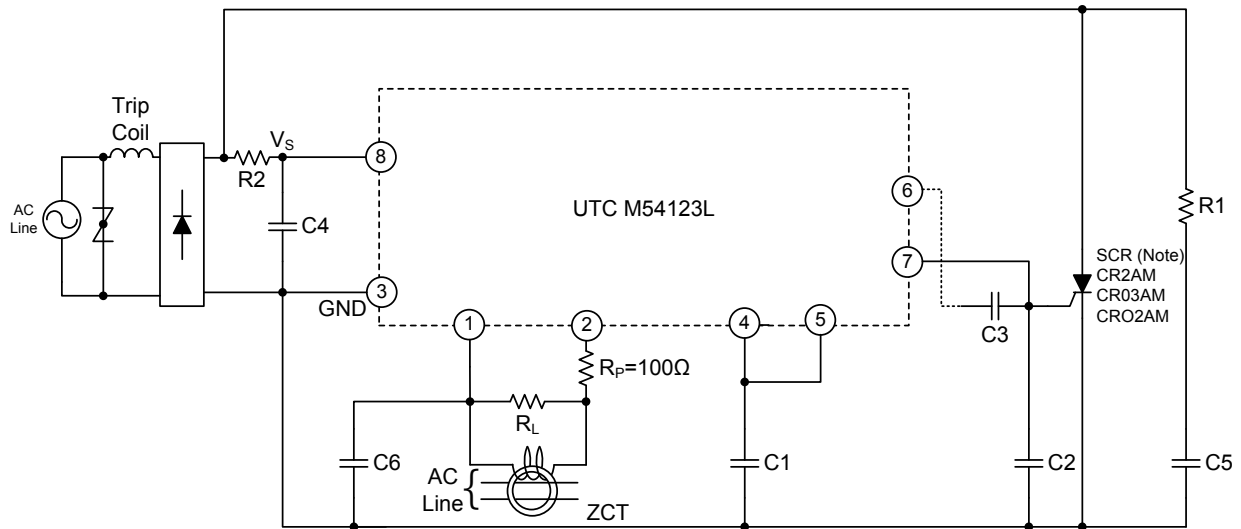 Trip
Coil
AC
Line
R2
VS
C4
8
3
GND
UTC M54123L
6
7
1
2
4
5
RP=100Ω
RL
C6
AC
Line
ZCT
C1
C3
C2
SCR (Note)
CR2AM
CR03AM
CRO2AM
R1
C5